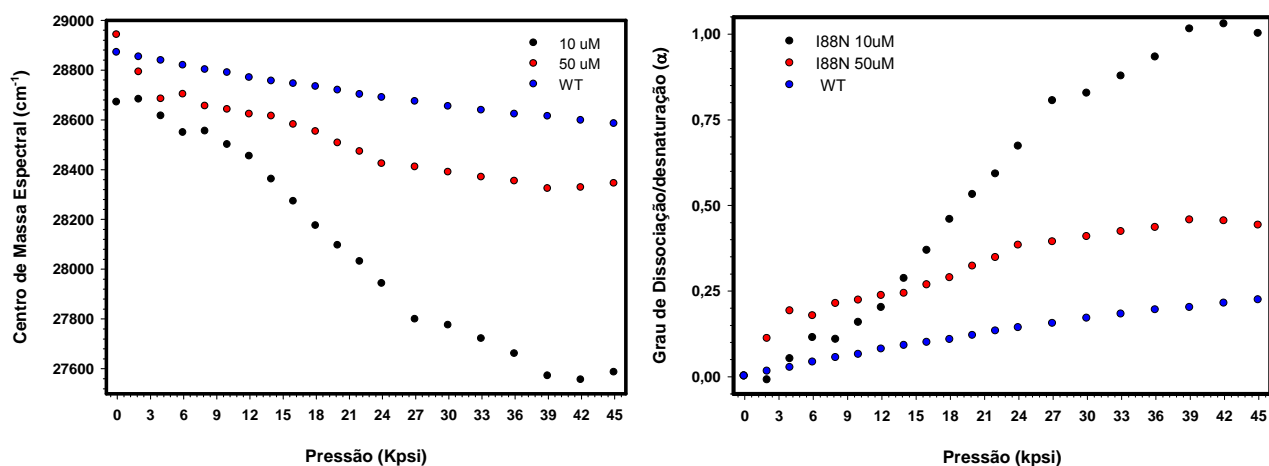 29000
28800
28600
28400
28200
28000
27800
27600
Centro de Massa Espectral (cm⁻¹)
10 uM
50 uM
WT
0 3 6 9 12 15 18 21 24 27 30 33 36 39 42 45
Pressão (Kpsi)
1,00
0,75
0,50
0,25
0,00
Grau de Dissociação/desnaturação (α)
I88N 10uM
I88N 50uM
WT
0 3 6 9 12 15 18 21 24 27 30 33 36 39 42 45
Pressão (kpsi)